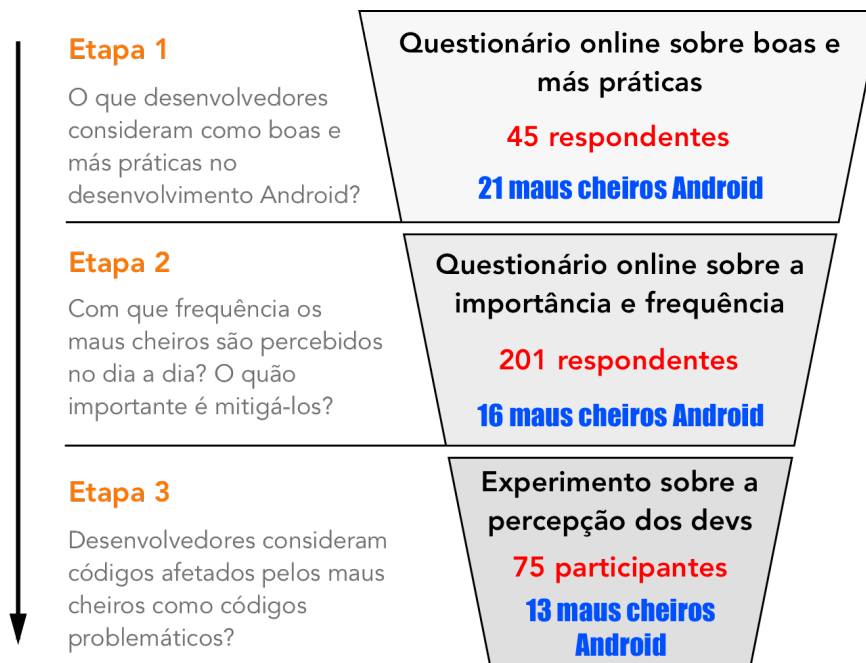 Etapa 1
O que desenvolvedores
consideram como boas e
más práticas no
desenvolvimento Android?
Questionário online sobre boas e
más práticas
45 respondentes
21 maus cheiros Android
Etapa 2
Com que frequência os
maus cheiros são percebidos
no dia a dia? O quão
importante é mitigá-los?
Questionário online sobre a
importância e frequência
201 respondentes
16 maus cheiros Android
Etapa 3
Desenvolvedores consideram
códigos afetados pelos maus
cheiros como códigos
problemáticos?
Experimento sobre a
percepção dos devs
75 participantes
13 maus cheiros
Android